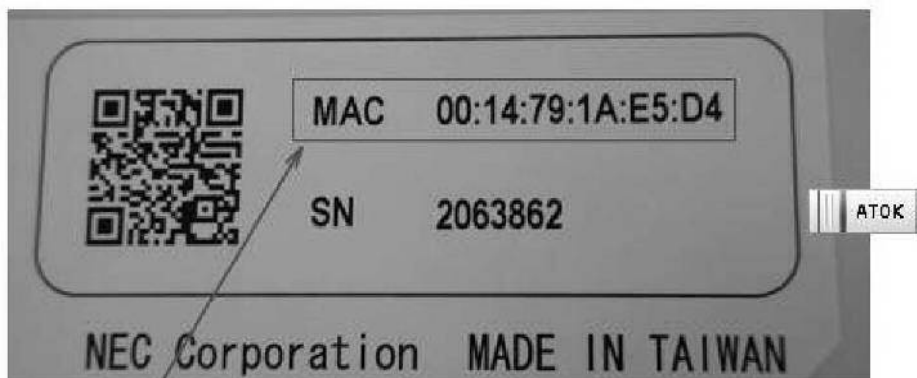 MAC 00:14:79:1A:E5:D4
SN 2063862
ATOK
NEC Corporation MADE IN TAIWAN